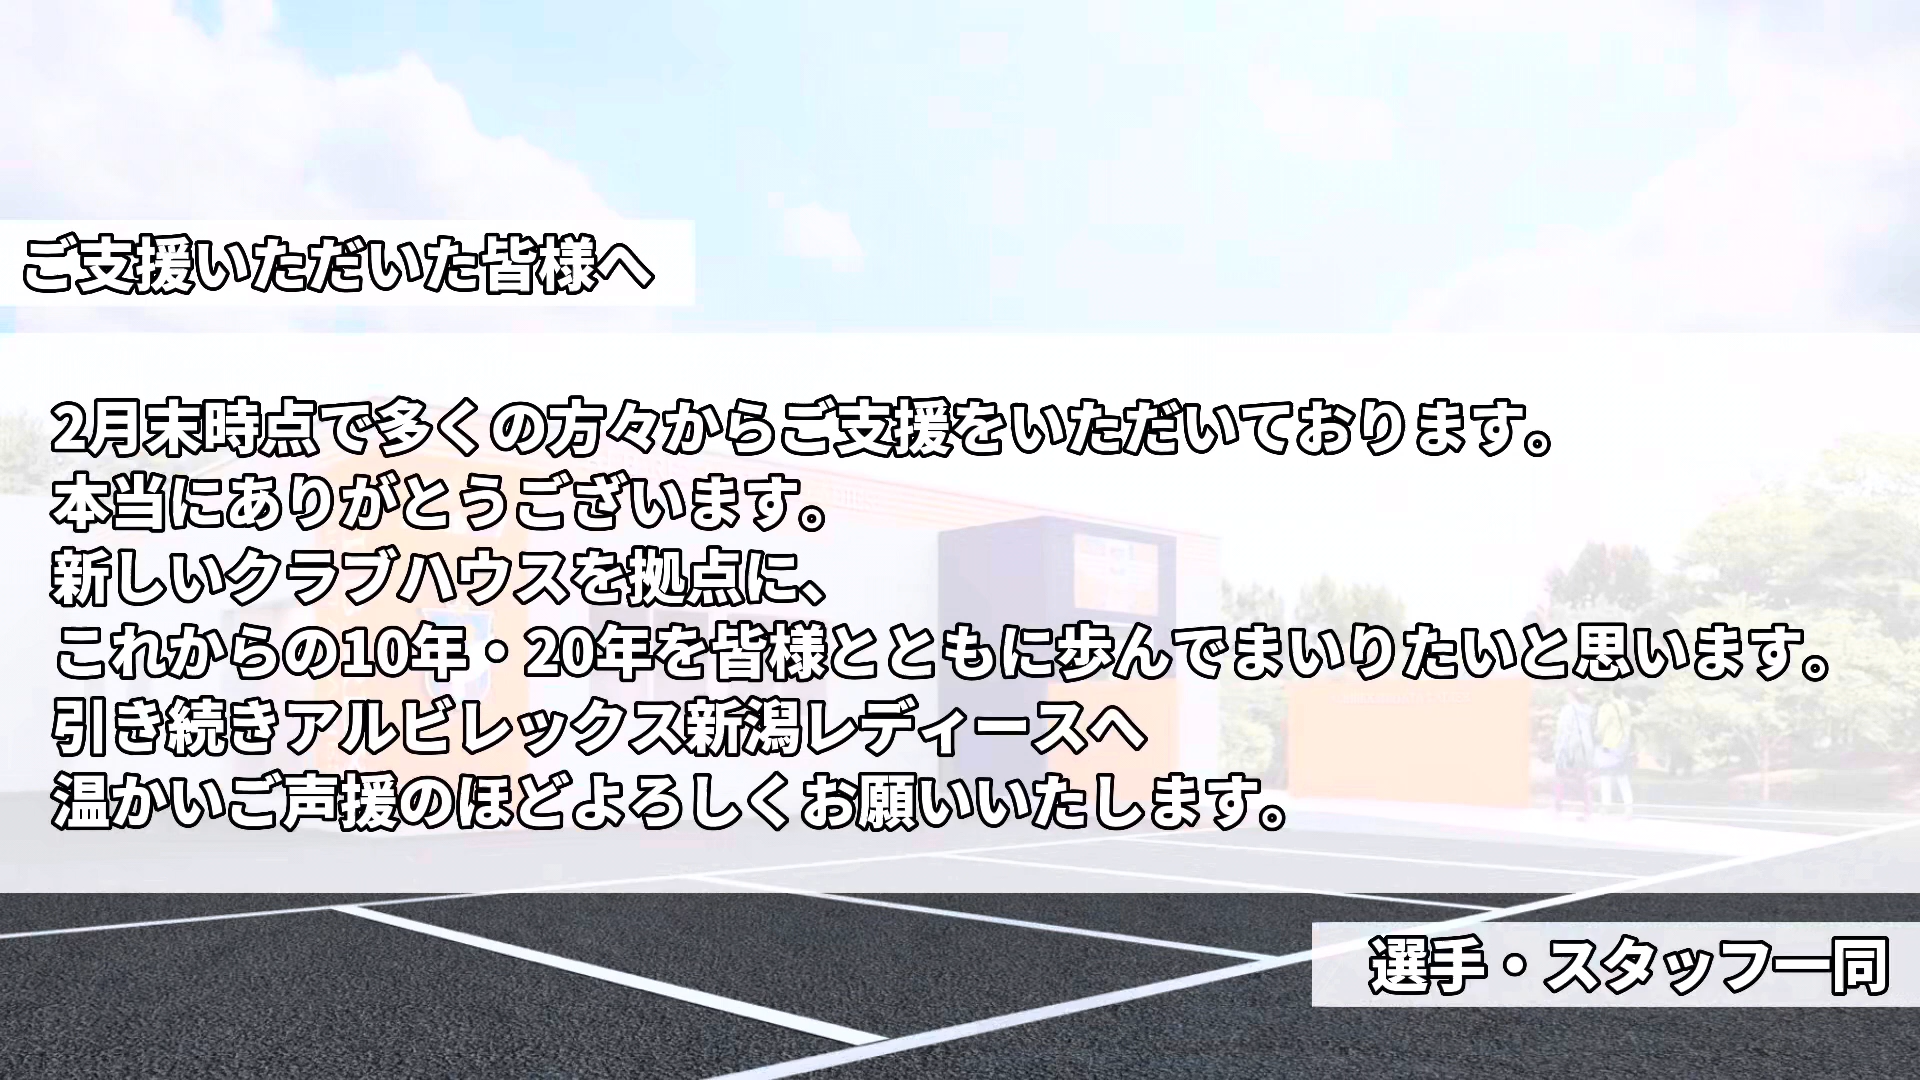 ご支援いただいた皆様へ
2月末時点で多くの方々からご支援をいただいております。
本当にありがとうございます。
新しいクラブハウスを拠点に、
これからの10年・20年を皆様とともに歩んでまいりたいと思います。
引き続きアルビレックス新潟レディースへ
温かいご声援のほどよろしくお願いいたします。
選手・スタッフ一同